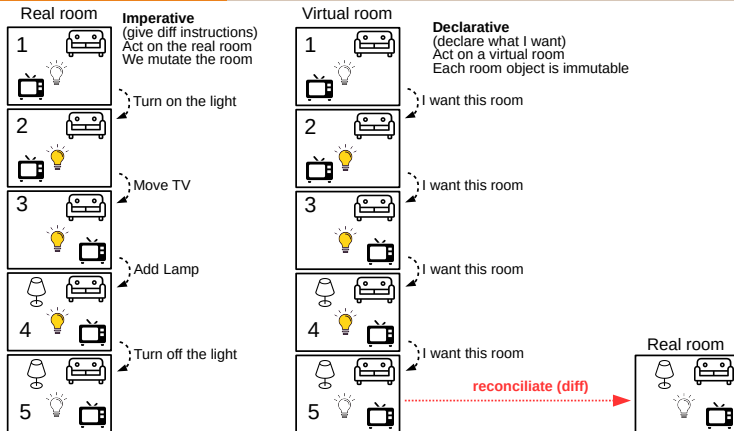 Real room
Imperative
(give diff instructions)
Act on the real room
We mutate the room
1
Turn on the light
2
Move TV
3
Add Lamp
4
Turn off the light
5
Virtual room
Declarative
(declare what I want)
Act on a virtual room
Each room object is immutable
1
I want this room
2
I want this room
3
I want this room
4
I want this room
5
reconciliate (diff)
Real room